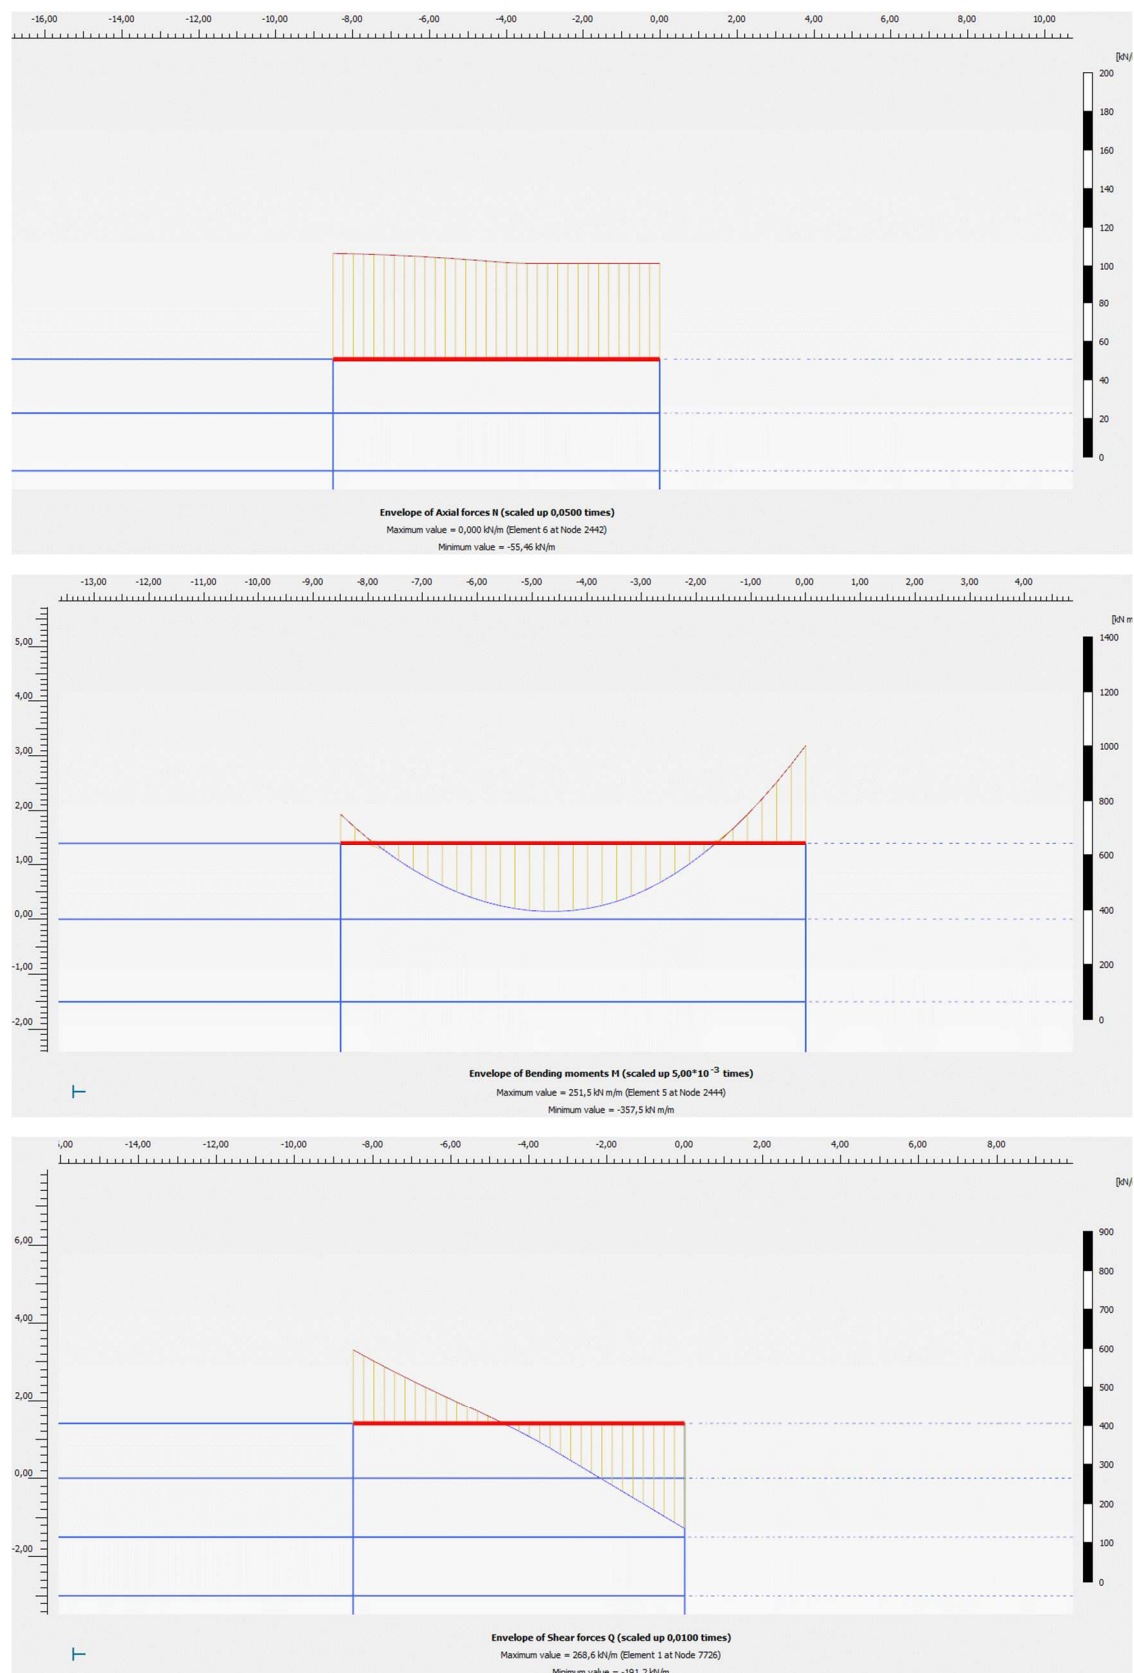 -16,00 -14,00 -12,00 -10,00 -8,00 -6,00 -4,00 -2,00 0,00 2,00 4,00 6,00 8,00 10,00
[kN/
200
180
160
140
120
100
80
60
40
20
0
Envelope of Axial forces N (scaled up 0,0500 times)
Maximum value = 0,000 kN/m (Element 6 at Node 2442)
Minimum value = -55,46 kN/m
-13,00 -12,00 -11,00 -10,00 -9,00 -8,00 -7,00 -6,00 -5,00 -4,00 -3,00 -2,00 -1,00 0,00 1,00 2,00 3,00 4,00
[kN m
5,00
4,00
3,00
2,00
1,00
0,00
-1,00
-2,00
1400
1200
1000
800
600
400
200
0
Envelope of Bending moments M (scaled up 5,00*10 -3 times)
Maximum value = 251,5 kN m/m (Element 5 at Node 2444)
Minimum value = -357,5 kN m/m
5,00 -14,00 -12,00 -10,00 -8,00 -6,00 -4,00 -2,00 0,00 2,00 4,00 6,00 8,00
[kN/
6,00
4,00
2,00
0,00
-2,00
900
800
700
600
500
400
300
200
100
0
Envelope of Shear forces Q (scaled up 0,0100 times)
Maximum value = 268,6 kN/m (Element 1 at Node 7726)
Minimum value = -191,2 kN/m